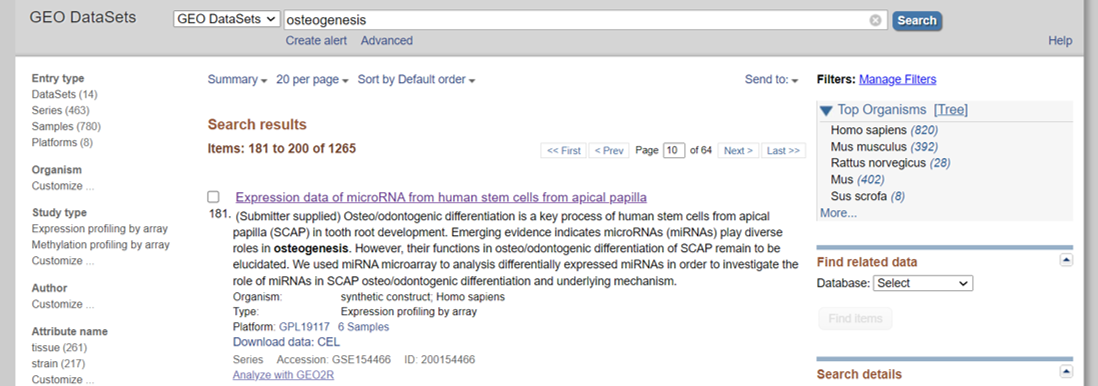 GEO DataSets
GEO DataSets
osteogenesis
Search
Create alert Advanced
Help
Entry type
DataSets (14)
Series (463)
Samples (780)
Platforms (8)
Organism
Customize ...
Study type
Expression profiling by array
Methylation profiling by array
Customize ...
Author
Customize ...
Attribute name
tissue (261)
strain (217)
Customize ...
Summary 20 per page Sort by Default order
Send to:
Search results
Items: 181 to 200 of 1265
<< First < Prev Page 10 of 64 Next > Last >>
Expression data of microRNA from human stem cells from apical papilla
181. (Submitter supplied) Osteo/odontogenic differentiation is a key process of human stem cells from apical
papilla (SCAP) in tooth root development. Emerging evidence indicates microRNAs (miRNAs) play diverse
roles in osteogenesis. However, their functions in osteo/odontogenic differentiation of SCAP remain to be
elucidated. We used miRNA microarray to analysis differentially expressed miRNAs in order to investigate the
role of miRNAs in SCAP osteo/odontogenic differentiation and underlying mechanism.
Organism: synthetic construct; Homo sapiens
Type: Expression profiling by array
Platform: GPL19117 6 Samples
Download data: CEL
Series Accession: GSE154466 ID: 200154466
Analyze with GEO2R
Filters: Manage Filters
Top Organisms [Tree]
Homo sapiens (820)
Mus musculus (392)
Rattus norvegicus (28)
Mus (402)
Sus scrofa (8)
More...
Find related data
Database: Select
Find items
Search details